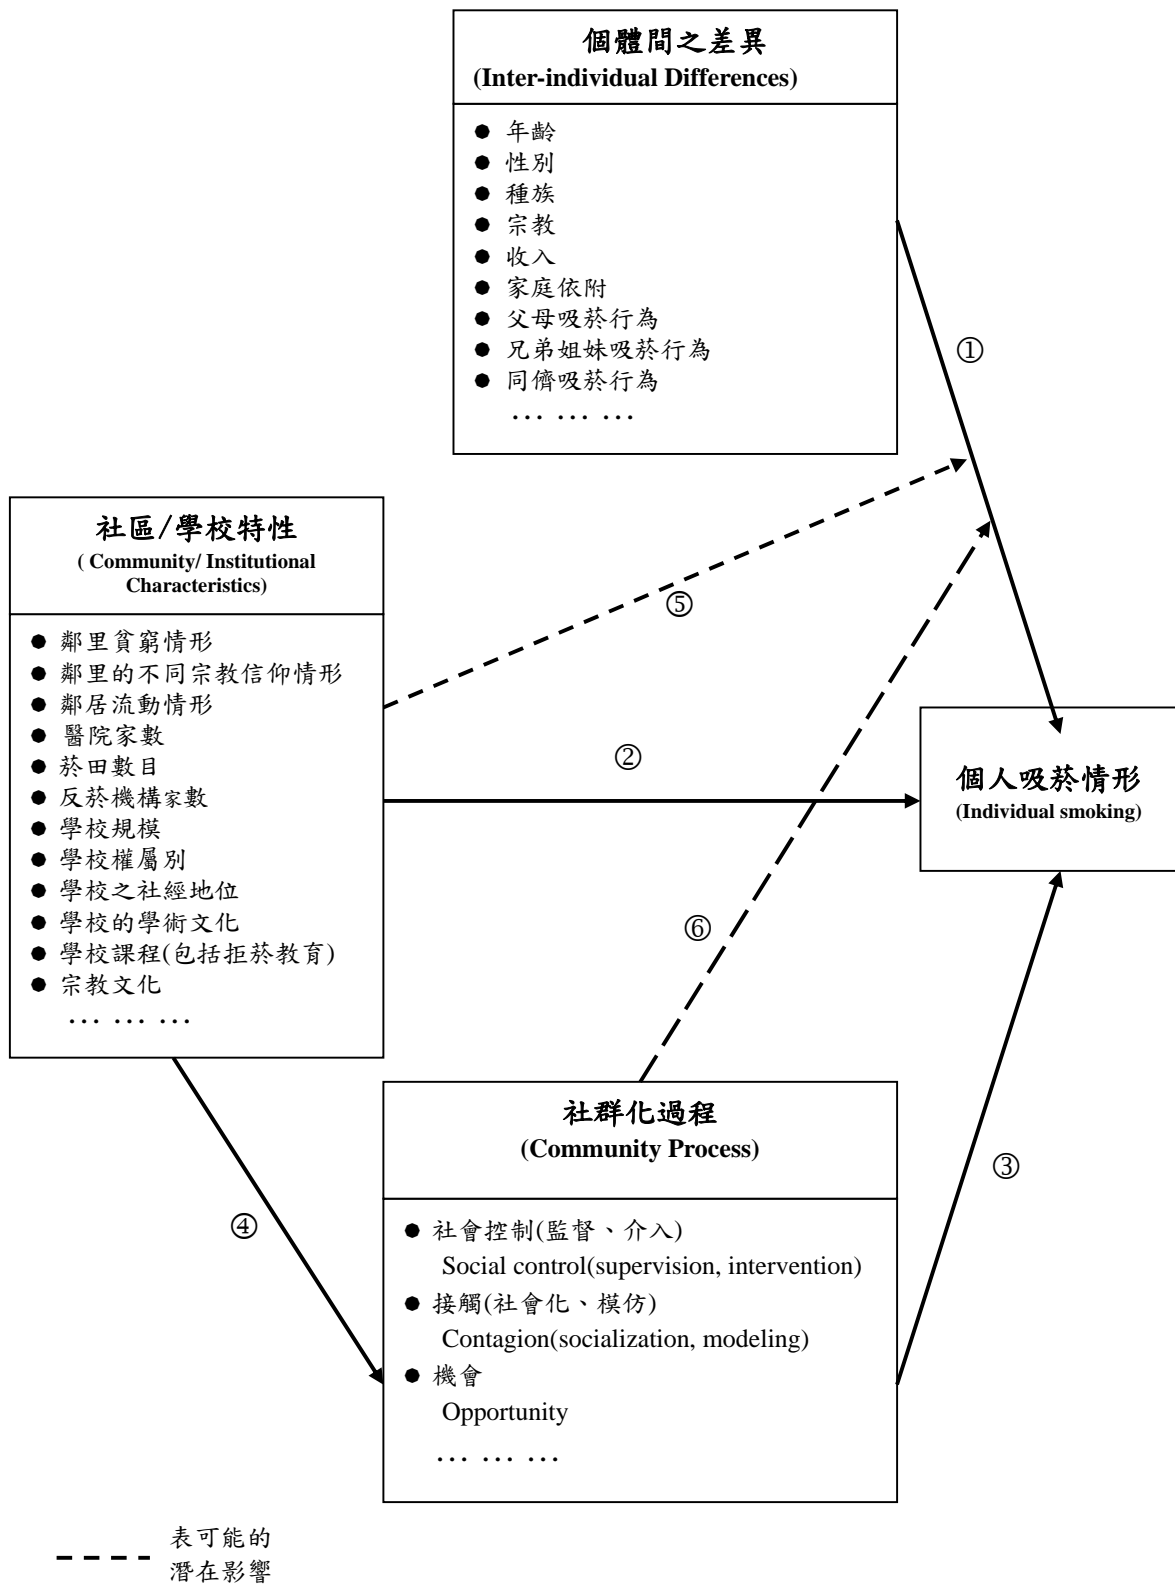 個體間之差異
(Inter-individual Differences)
● 年齡
● 性別
● 種族
● 宗教
● 收入
● 家庭依附
● 父母吸菸行為
● 兄弟姐妹吸菸行為
● 同儕吸菸行為
… … …
①
社區/學校特性
( Community/ Institutional
Characteristics)
● 鄰里貧窮情形
● 鄰里的不同宗教信仰情形
● 鄰居流動情形
● 醫院家數
● 菸田數目
● 反菸機構家數
● 學校規模
● 學校權屬別
● 學校之社經地位
● 學校的學術文化
● 學校課程(包括拒菸教育)
● 宗教文化
… … …
⑤
②
個人吸菸情形
(Individual smoking)
⑥
④
社群化過程
(Community Process)
● 社會控制(監督、介入)
Social control(supervision, intervention)
● 接觸(社會化、模仿)
Contagion(socialization, modeling)
● 機會
Opportunity
… … …
③
表可能的
潛在影響